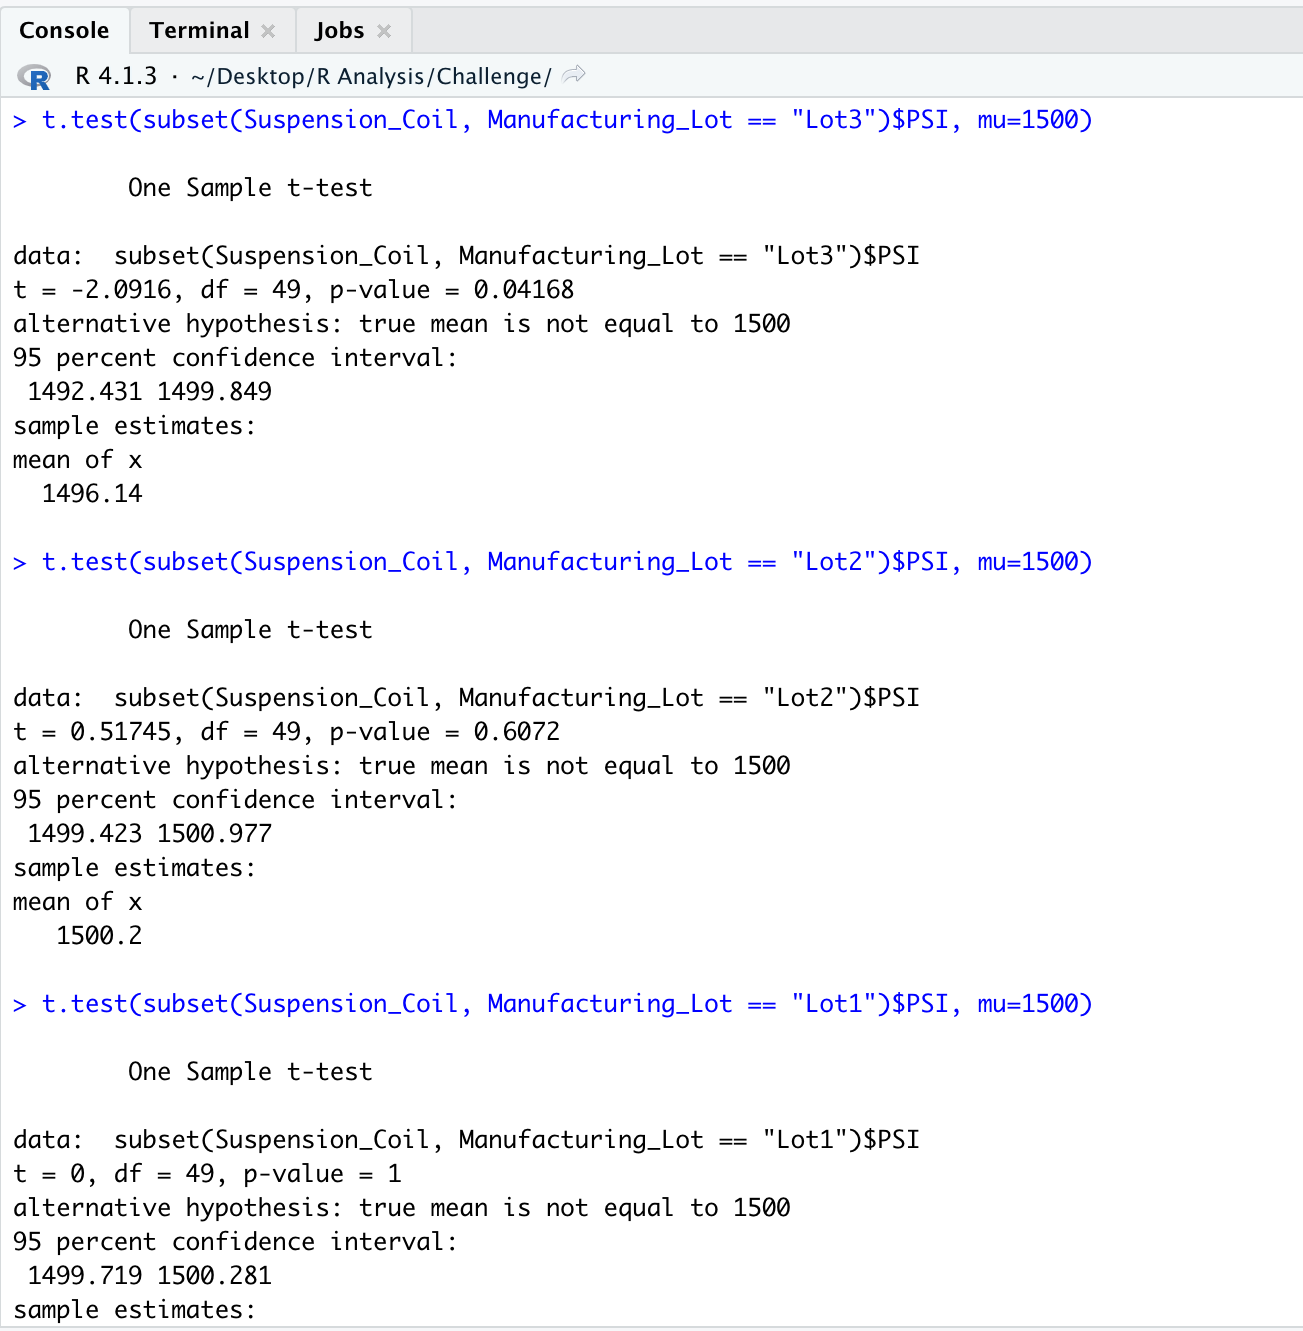 Console Terminal × Jobs ×
R R 4.1.3 · ~/Desktop/R Analysis/Challenge/
> t.test(subset(Suspension_Coil, Manufacturing_Lot == "Lot3")$PSI, mu=1500)
One Sample t-test
data:  subset(Suspension_Coil, Manufacturing_Lot == "Lot3")$PSI
t = -2.0916, df = 49, p-value = 0.04168
alternative hypothesis: true mean is not equal to 1500
95 percent confidence interval:
1492.431 1499.849
sample estimates:
mean of x
1496.14
> t.test(subset(Suspension_Coil, Manufacturing_Lot == "Lot2")$PSI, mu=1500)
One Sample t-test
data:  subset(Suspension_Coil, Manufacturing_Lot == "Lot2")$PSI
t = 0.51745, df = 49, p-value = 0.6072
alternative hypothesis: true mean is not equal to 1500
95 percent confidence interval:
1499.423 1500.977
sample estimates:
mean of x
1500.2
> t.test(subset(Suspension_Coil, Manufacturing_Lot == "Lot1")$PSI, mu=1500)
One Sample t-test
data:  subset(Suspension_Coil, Manufacturing_Lot == "Lot1")$PSI
t = 0, df = 49, p-value = 1
alternative hypothesis: true mean is not equal to 1500
95 percent confidence interval:
1499.719 1500.281
sample estimates: